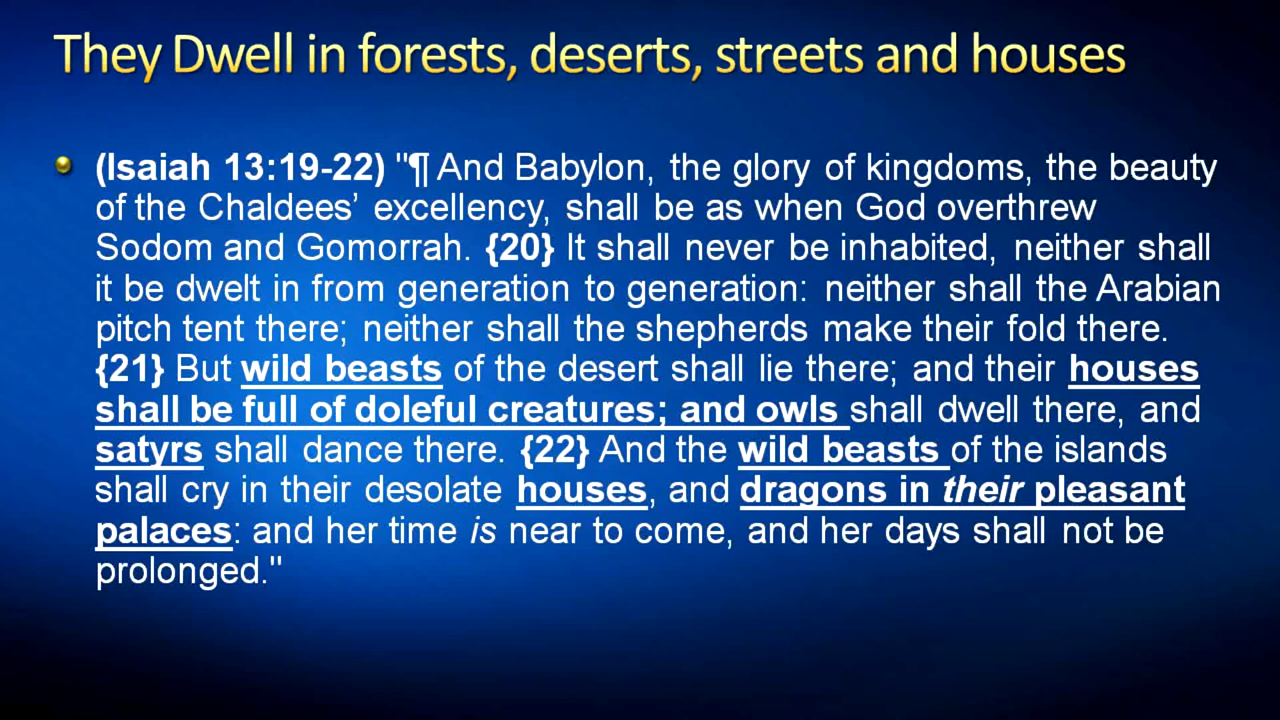 They Dwell in forests, deserts, streets and houses
(Isaiah 13:19-22) "¶ And Babylon, the glory of kingdoms, the beauty
of the Chaldees’ excellency, shall be as when God overthrew
Sodom and Gomorrah. {20} It shall never be inhabited, neither shall
it be dwelt in from generation to generation: neither shall the Arabian
pitch tent there; neither shall the shepherds make their fold there.
{21} But wild beasts of the desert shall lie there; and their houses
shall be full of doleful creatures; and owls shall dwell there, and
satyrs shall dance there. {22} And the wild beasts of the islands
shall cry in their desolate houses, and dragons in their pleasant
palaces: and her time is near to come, and her days shall not be
prolonged."